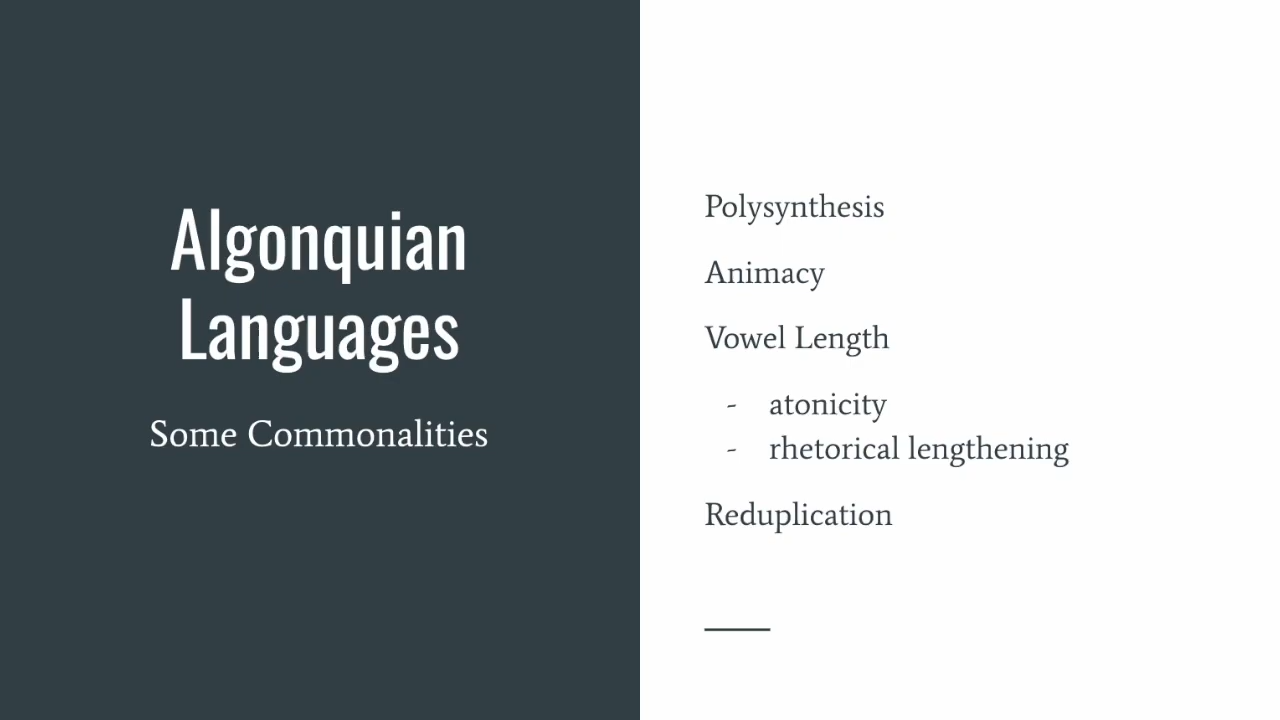 Algonquian
Languages
Some Commonalities
Polysynthesis
Animacy
Vowel Length
- atonicity
- rhetorical lengthening
Reduplication